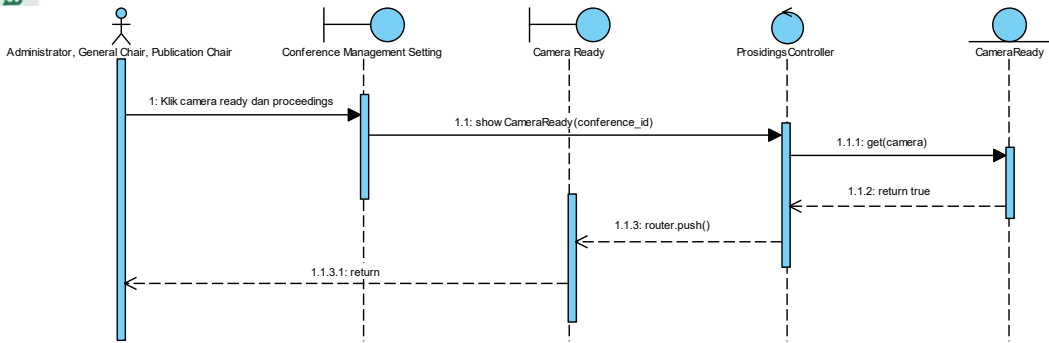 Administrator, General Chair, Publication Chair
Conference Management Setting
Camera Ready
ProsidingsController
CameraReady
1: Klik camera ready dan proceedings
1.1: showCameraReady(conference_id)
1.1.1: get(camera)
1.1.2: return true
1.1.3: router.push()
1.1.3.1: return